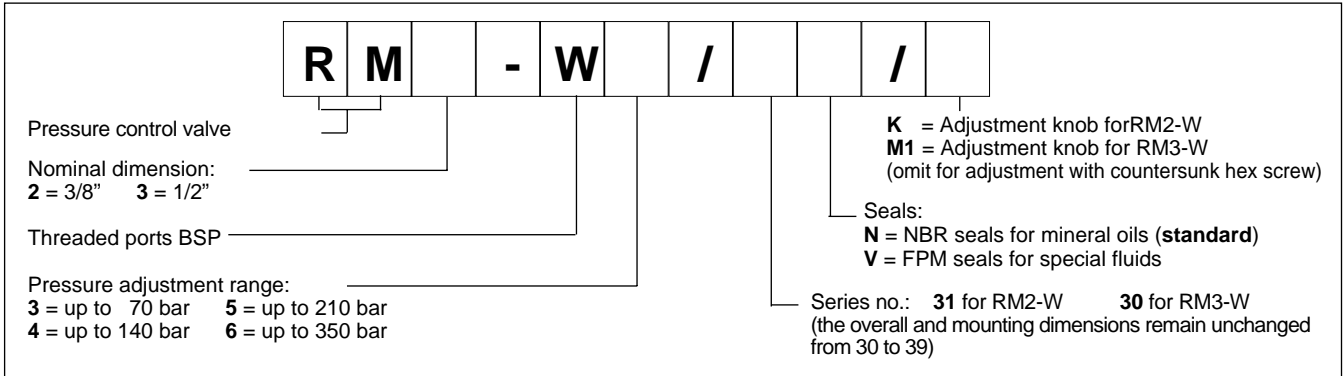 R M - W / /
Pressure control valve
Nominal dimension:
2 = 3/8” 3 = 1/2”
Threaded ports BSP
Pressure adjustment range:
3 = up to 70 bar 5 = up to 210 bar
4 = up to 140 bar 6 = up to 350 bar
K = Adjustment knob forRM2-W
M1 = Adjustment knob for RM3-W
(omit for adjustment with countersunk hex screw)
Seals:
N = NBR seals for mineral oils (standard)
V = FPM seals for special fluids
Series no.: 31 for RM2-W 30 for RM3-W
(the overall and mounting dimensions remain unchanged
from 30 to 39)